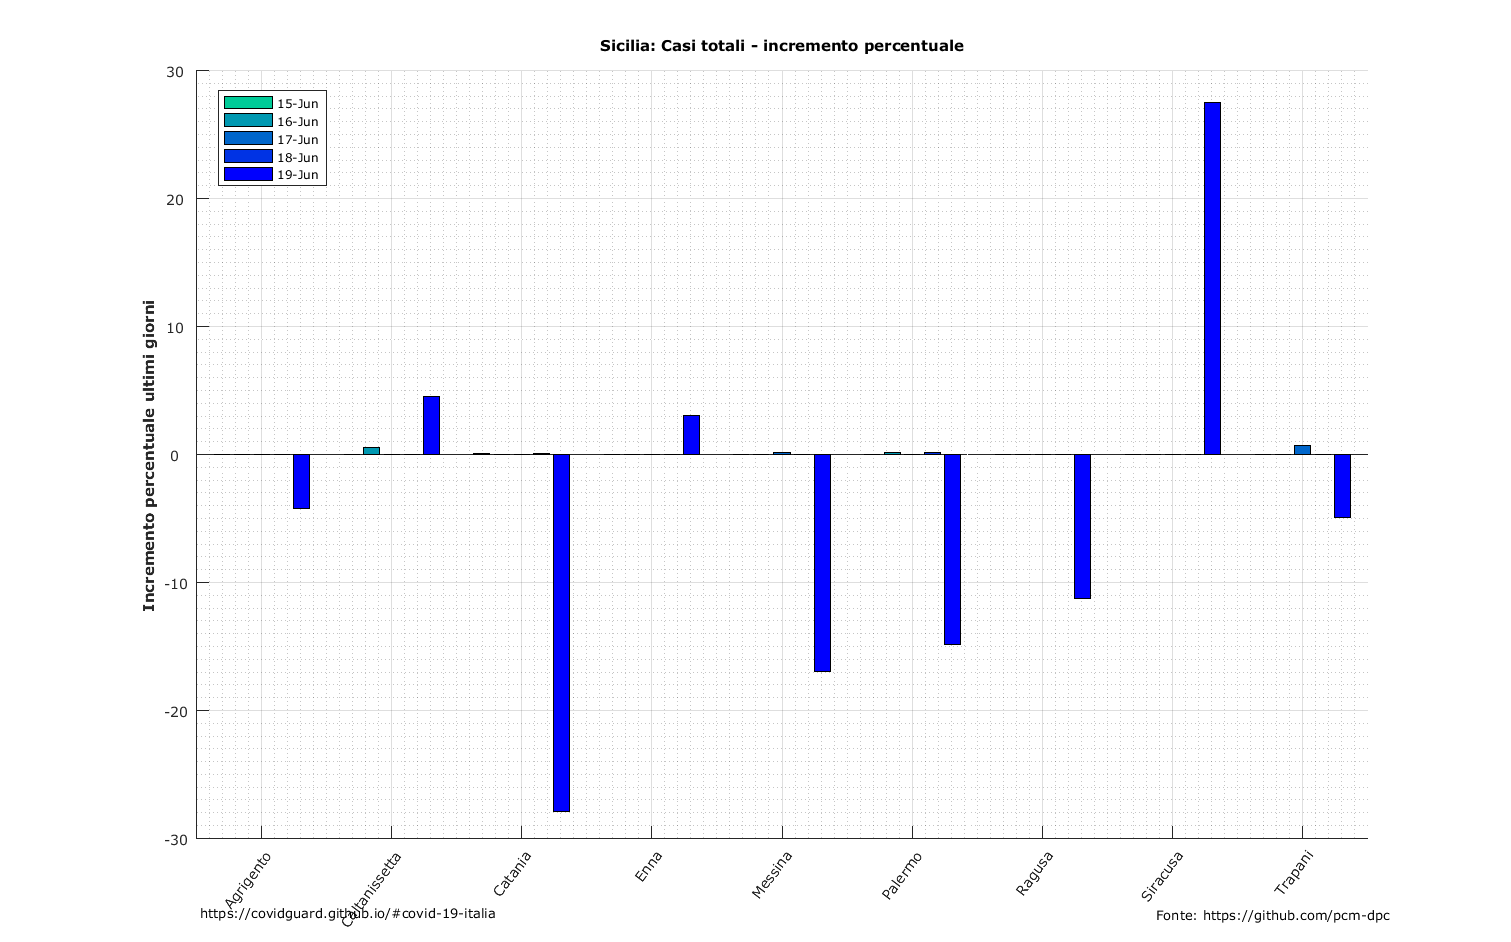 Sicilia: Casi totali - incremento percentuale
30
20
10
0
-10
-20
-30
Incremento percentuale ultimi giorni
15-Jun
16-Jun
17-Jun
18-Jun
19-Jun
Agrigento
Caltanissetta
Catania
Enna
Messina
Palermo
Ragusa
Siracusa
Trapani
https://covidguard.github.io/#covid-19-italia
Fonte: https://github.com/pcm-dpc